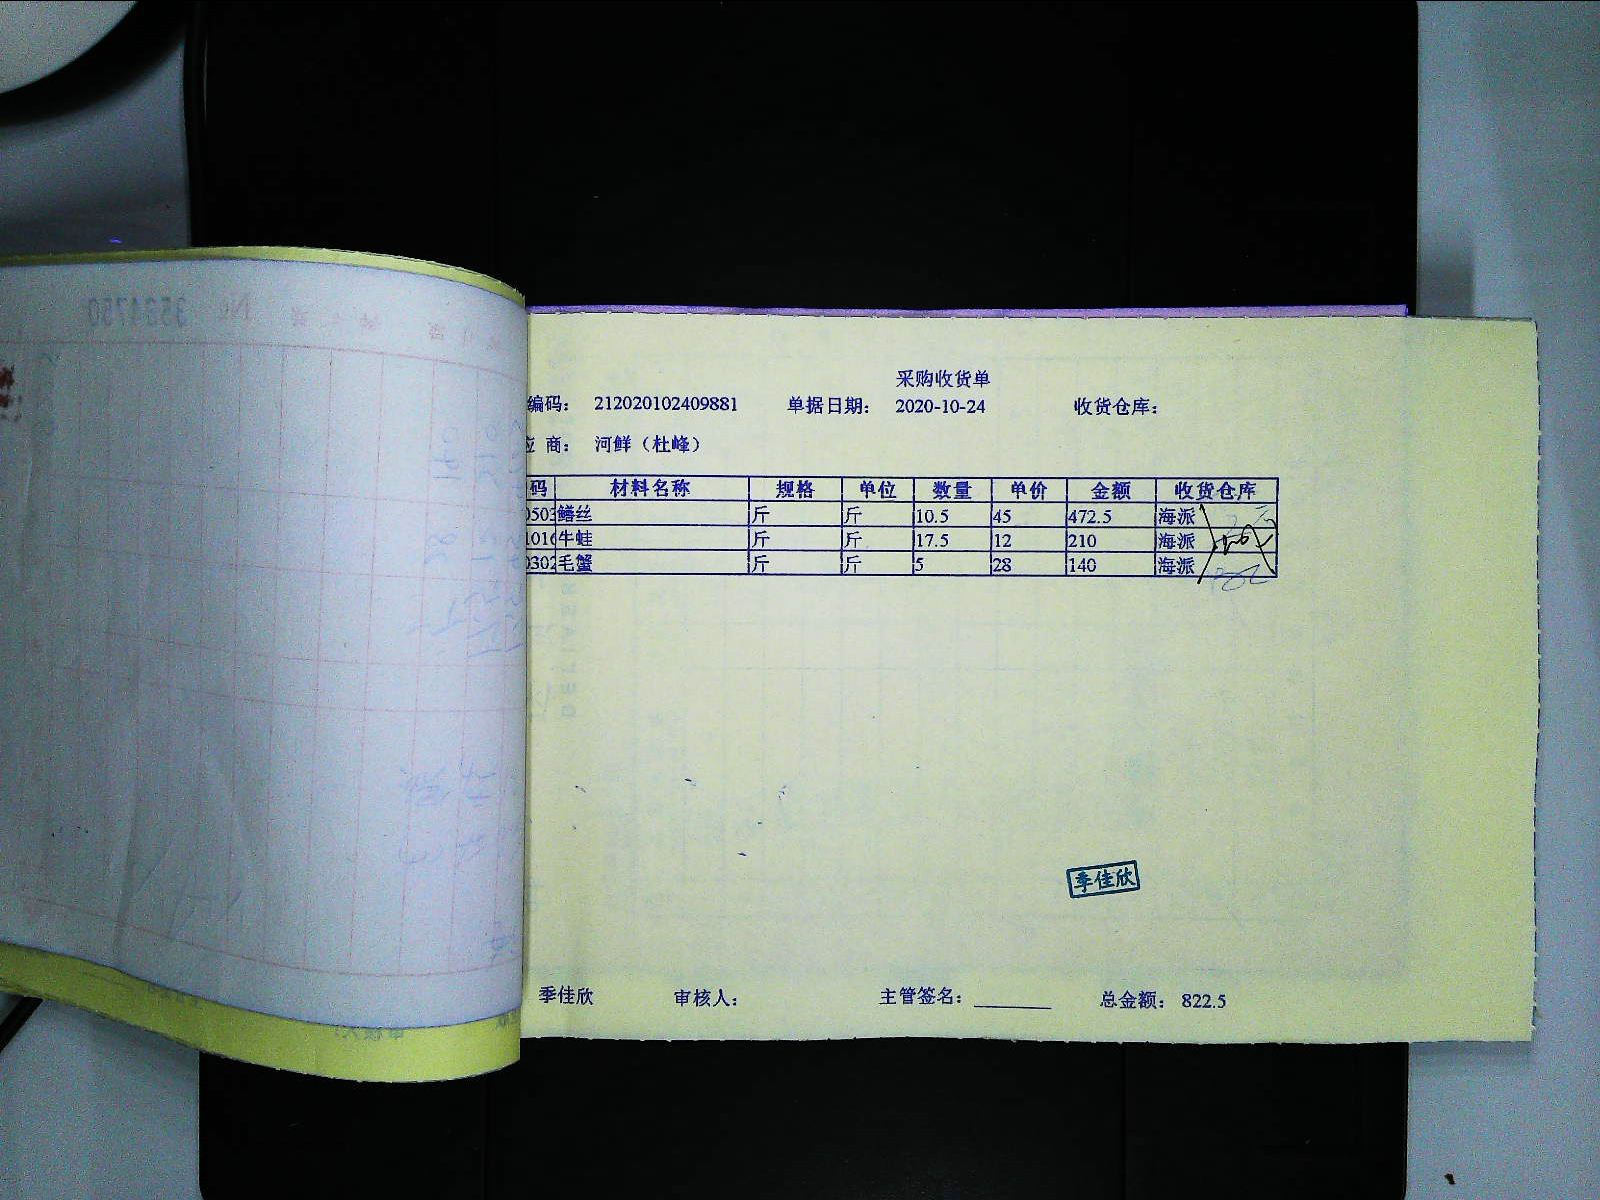 采购收货单
编码： 212020102409881 单据日期： 2020-10-24 收货仓库：
商： 河鲜（杜峰）
码 材料名称 规格 单位 数量 单价 金额 收货仓库
0503 鳝丝 斤 斤 10.5 45 472.5 海派
1016 牛蛙 斤 斤 17.5 12 210 海派
0302 毛蟹 斤 斤 5 28 140 海派
季佳欣
季佳欣 审核人： 主管签名： 总金额： 822.5